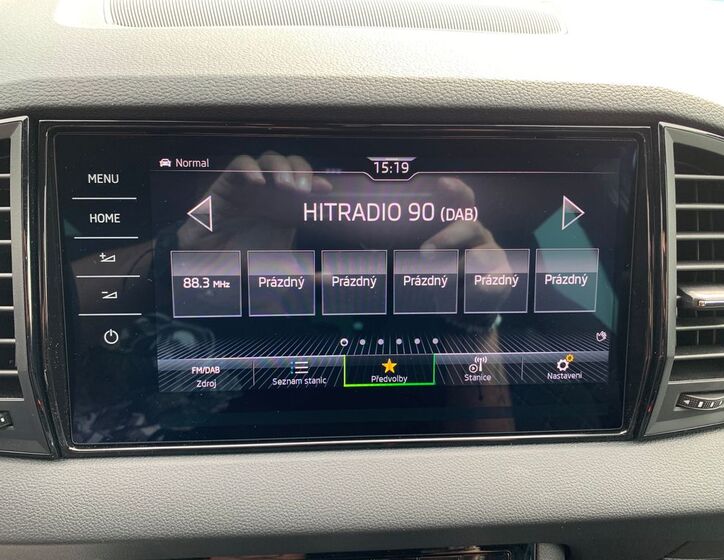 MENU
HOME
Normal
15:19
HITRADIO 90 (DAB)
88.3 MHz
Prázdný
Prázdný
Prázdný
Prázdný
Prázdný
FM/DAB
Zdroj
Seznam stanic
Předvolby
Stanice
Nastavení